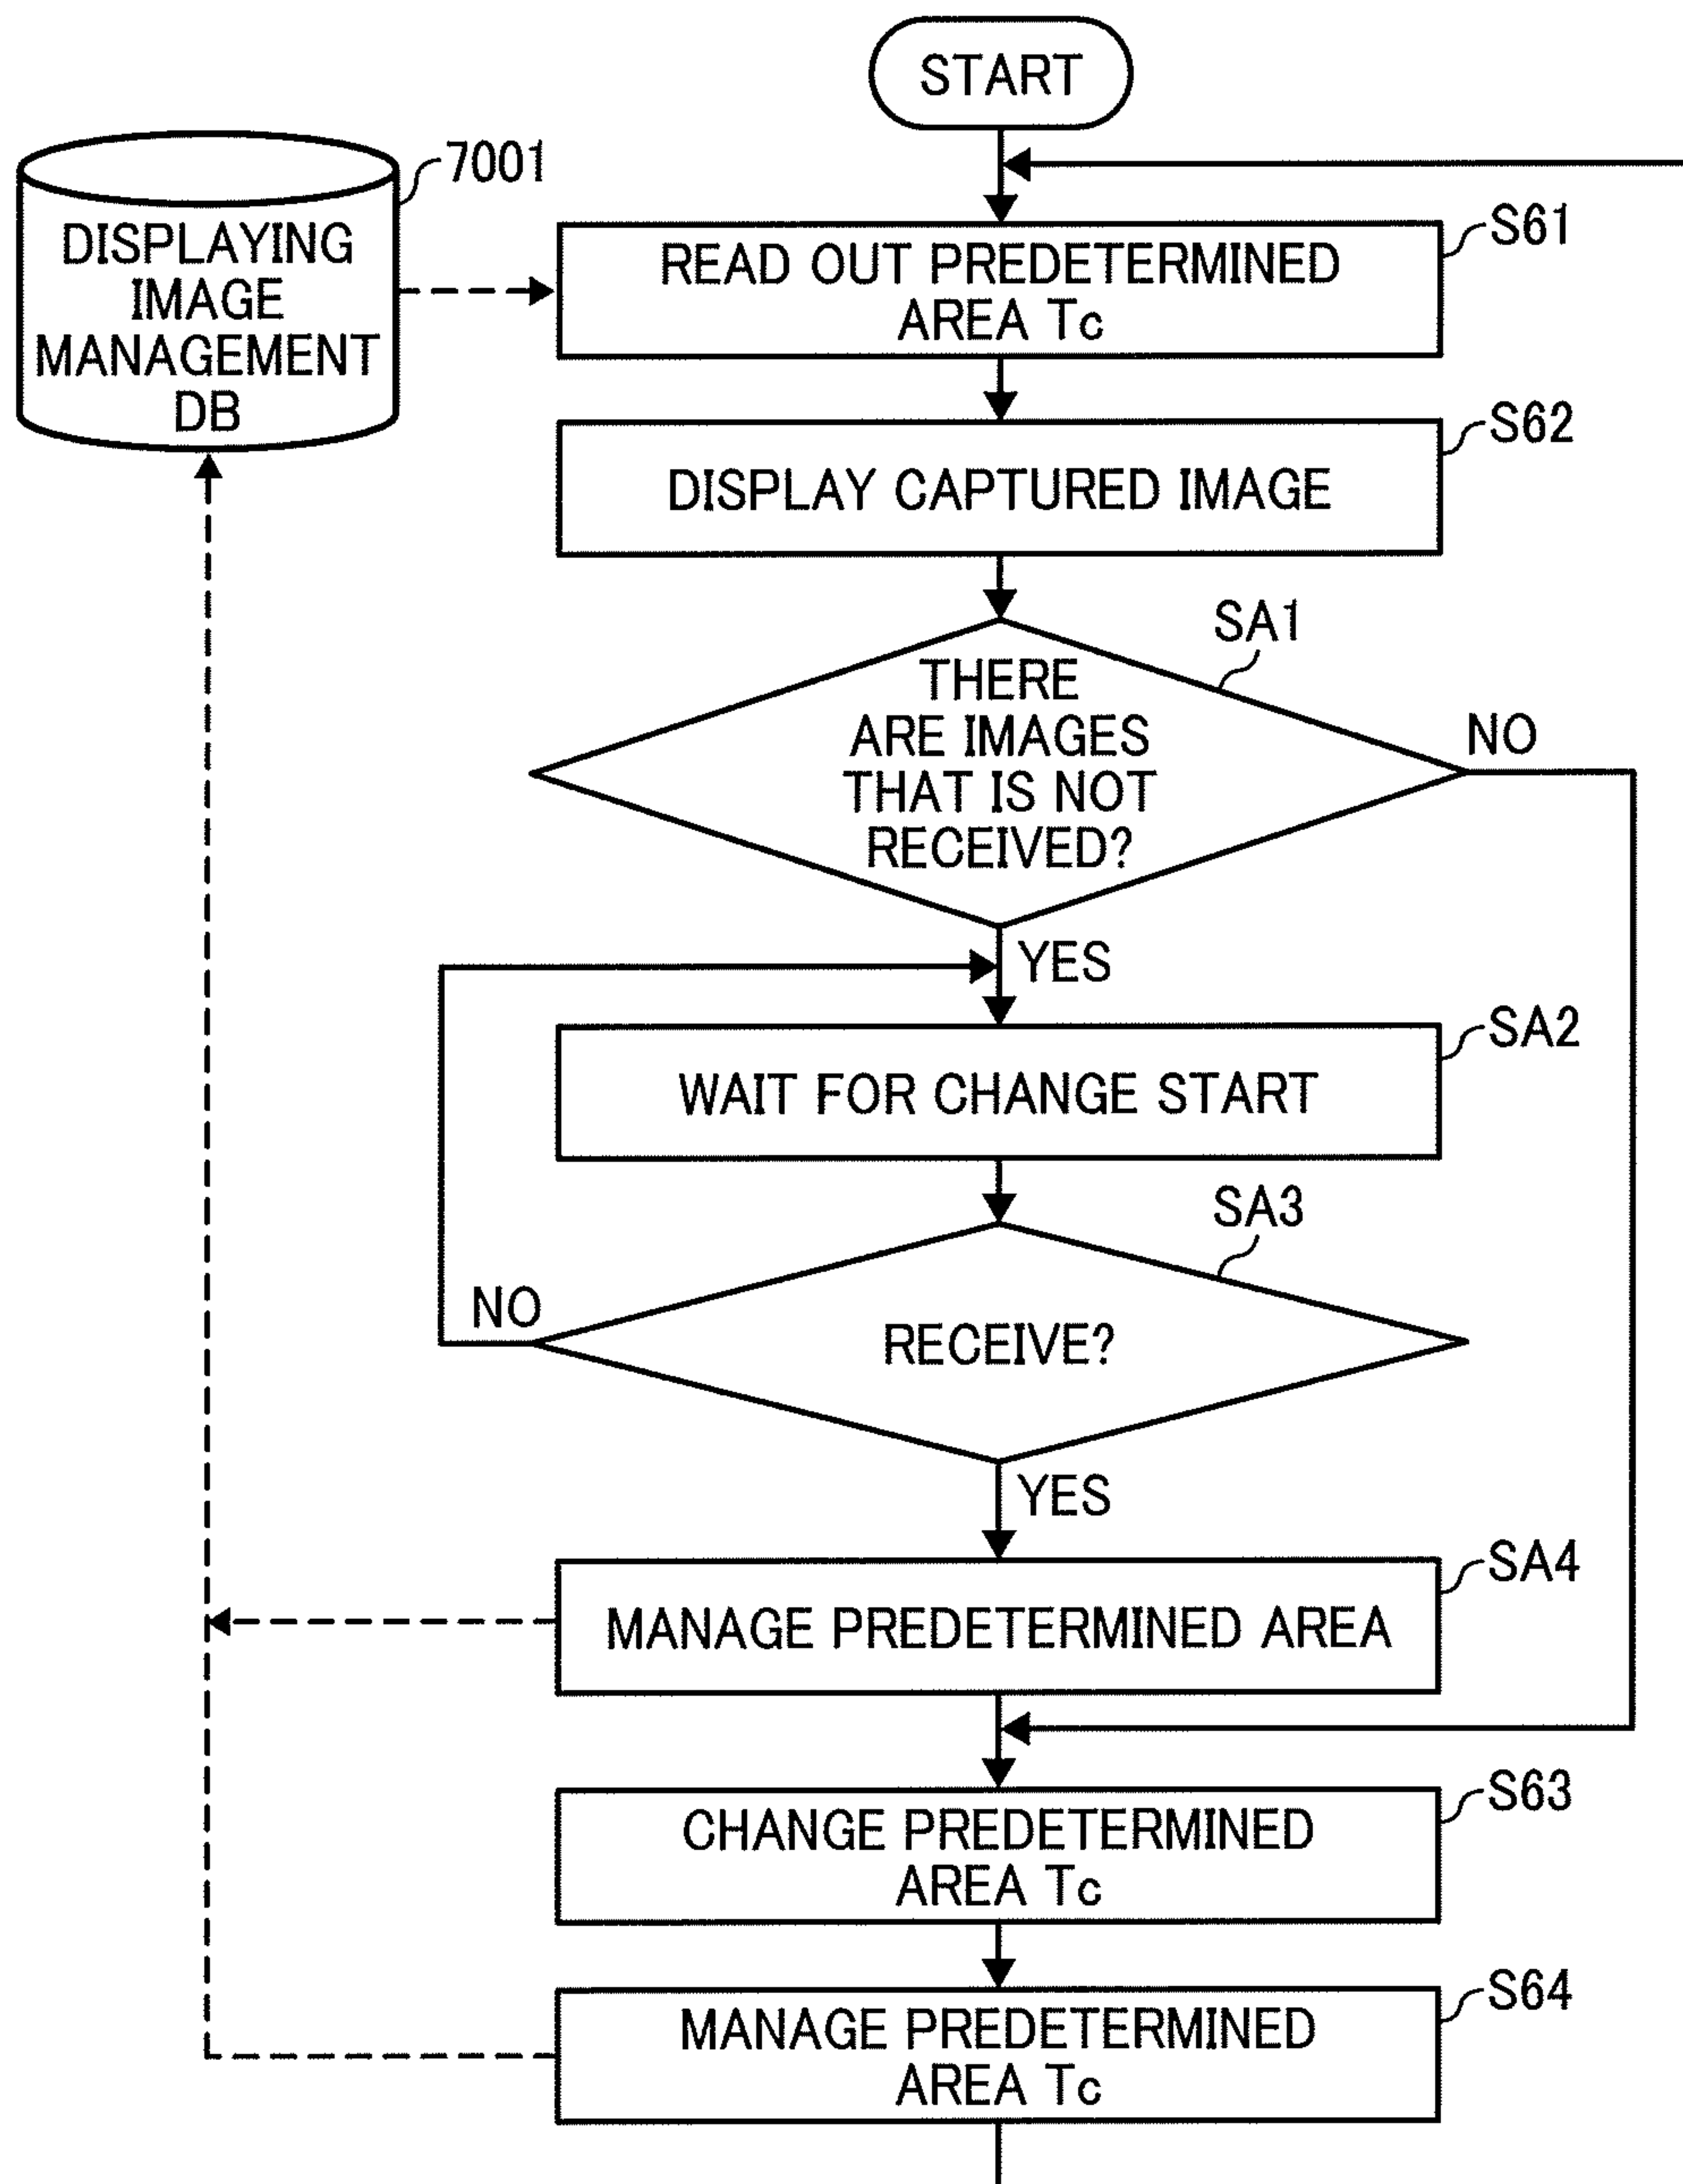 START
7001
DISPLAYING
IMAGE
MANAGEMENT
DB
S61
READ OUT PREDETERMINED
AREA Tc
S62
DISPLAY CAPTURED IMAGE
SA1
THERE
ARE IMAGES
THAT IS NOT
RECEIVED?
NO
YES
SA2
WAIT FOR CHANGE START
SA3
RECEIVE?
NO
YES
SA4
MANAGE PREDETERMINED AREA
S63
CHANGE PREDETERMINED
AREA Tc
S64
MANAGE PREDETERMINED
AREA Tc